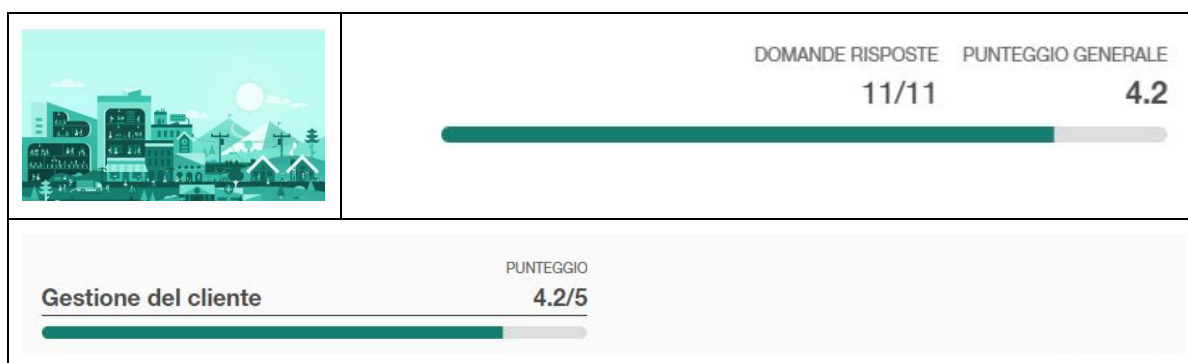 DOMANDE RISPOSTE PUNTEGGIO GENERALE
11/11 4.2
PUNTEGGIO
Gestione del cliente 4.2/5